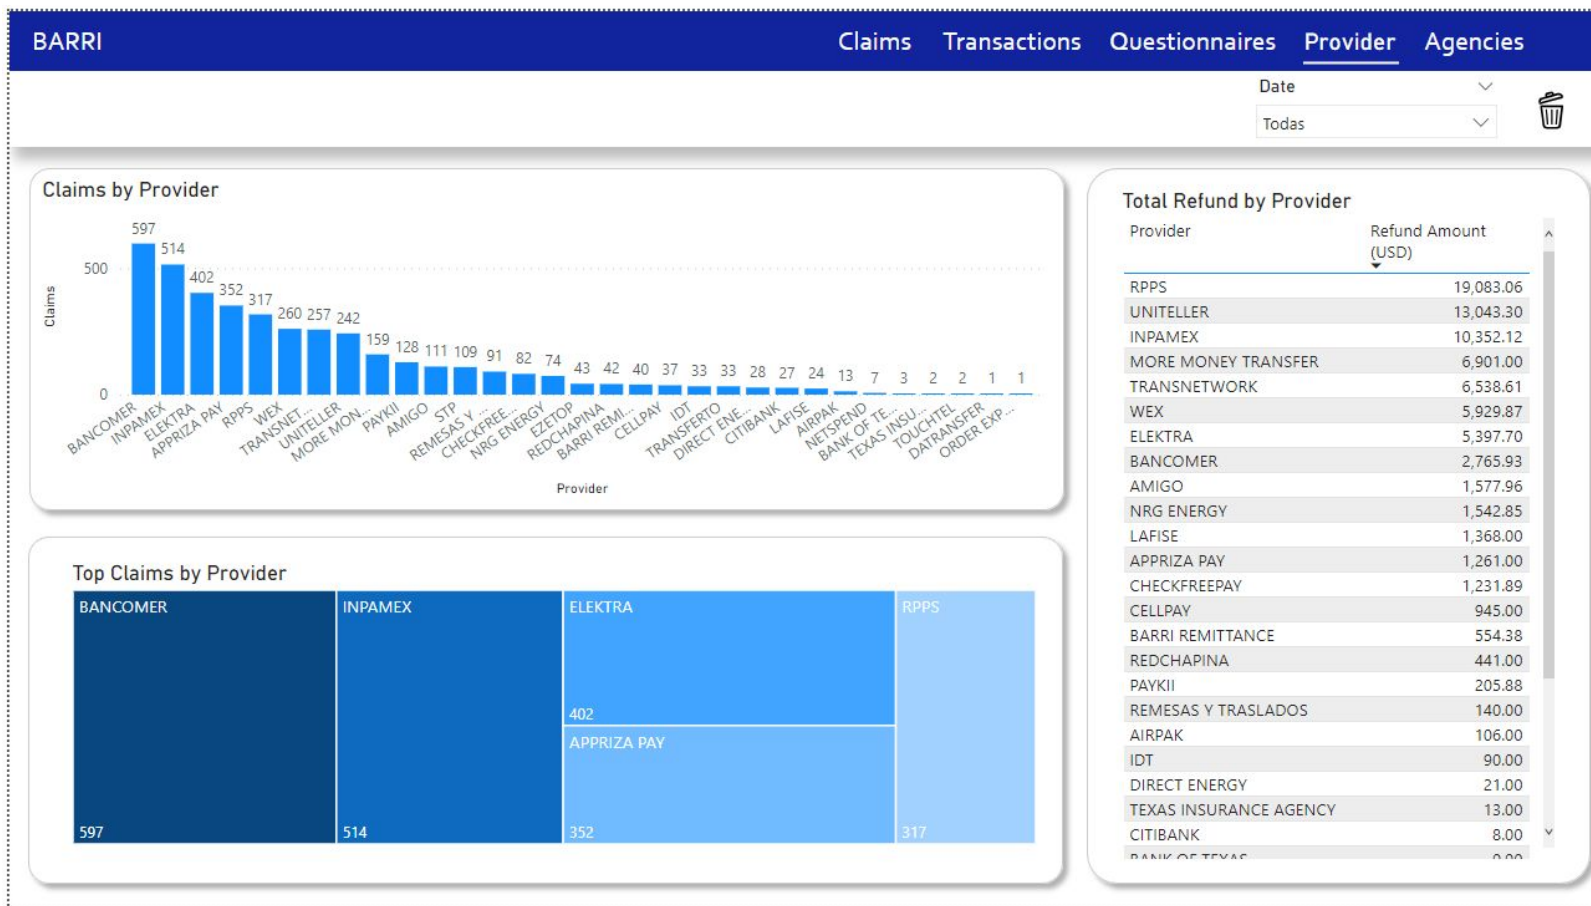 BARRI
Claims Transactions Questionnaires Provider Agencies
Date
Todas
Claims by Provider
597
514
402
352
317
260 257 242
159 128 111 109 91 82 74 43 42 40 37 33 33 28 27 24 13 7 3 2 2 1 1
500
0
Claims
BANCOMER
INPAMEX
ELEKTRA
APPRIZA PAY
RPPS
WEX
TRANSNET...
UNITELLER
MORE MON...
PAYKII
AMIGO
STP
REMESAS Y ...
CHECKFREE...
NRG ENERGY
EZETOP
REDCHAPINA
BARRI REMI...
CELLPAY
IDT
TRANSFERTO
DIRECT ENE...
CITIBANK
LAFISE
AIRPAK
NETSPEND
BANK OF TE...
TEXAS INSU...
TOUCHTEL
DATRANSFER
ORDER EXP...
Provider
Top Claims by Provider
BANCOMER
597
INPAMEX
514
ELEKTRA
402
APPRIZA PAY
352
RPPS
317
Total Refund by Provider
Provider Refund Amount
(USD)
RPPS 19,083.06
UNITELLER 13,043.30
INPAMEX 10,352.12
MORE MONEY TRANSFER 6,901.00
TRANSNETWORK 6,538.61
WEX 5,929.87
ELEKTRA 5,397.70
BANCOMER 2,765.93
AMIGO 1,577.96
NRG ENERGY 1,542.85
LAFISE 1,368.00
APPRIZA PAY 1,261.00
CHECKFREEPAY 1,231.89
CELLPAY 945.00
BARRI REMITTANCE 554.38
REDCHAPINA 441.00
PAYKII 205.88
REMESAS Y TRASLADOS 140.00
AIRPAK 106.00
IDT 90.00
DIRECT ENERGY 21.00
TEXAS INSURANCE AGENCY 13.00
CITIBANK 8.00
BANK OF TEXAS 0.00